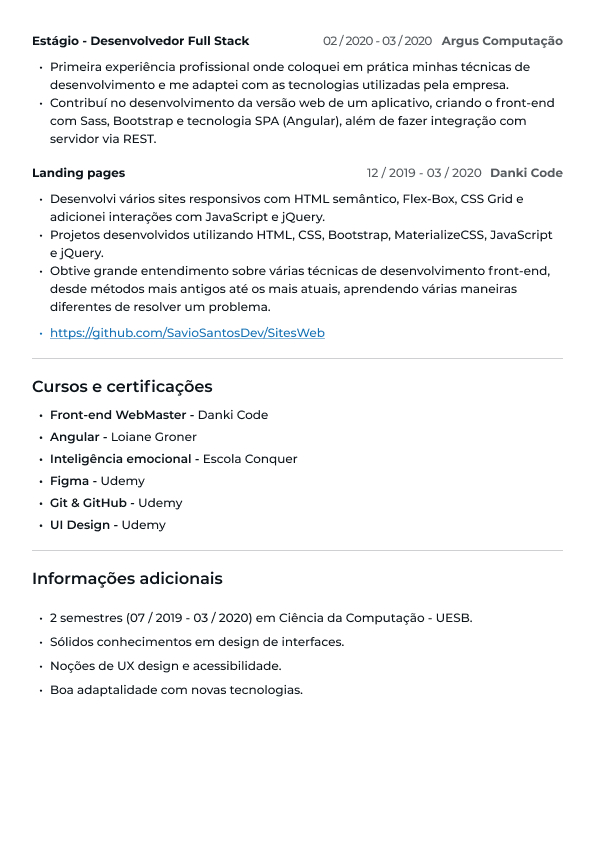 Estágio - Desenvolvedor Full Stack 02 / 2020 - 03 / 2020 Argus Computação
• Primeira experiência profissional onde coloquei em prática minhas técnicas de
desenvolvimento e me adaptei com as tecnologias utilizadas pela empresa.
• Contribuí no desenvolvimento da versão web de um aplicativo, criando o front-end
com Sass, Bootstrap e tecnologia SPA (Angular), além de fazer integração com
servidor via REST.
Landing pages 12 / 2019 - 03 / 2020 Danki Code
• Desenvolvi vários sites responsivos com HTML semântico, Flex-Box, CSS Grid e
adicionei interações com JavaScript e jQuery.
• Projetos desenvolvidos utilizando HTML, CSS, Bootstrap, MaterializeCSS, JavaScript
e jQuery.
• Obtive grande entendimento sobre várias técnicas de desenvolvimento front-end,
desde métodos mais antigos até os mais atuais, aprendendo várias maneiras
diferentes de resolver um problema.
• https://github.com/SavioSantosDev/SitesWeb
Cursos e certificações
• Front-end WebMaster - Danki Code
• Angular - Loiane Groner
• Inteligência emocional - Escola Conquer
• Figma - Udemy
• Git & GitHub - Udemy
• UI Design - Udemy
Informações adicionais
• 2 semestres (07 / 2019 - 03 / 2020) em Ciência da Computação - UESB.
• Sólidos conhecimentos em design de interfaces.
• Noções de UX design e acessibilidade.
• Boa adaptalidade com novas tecnologias.